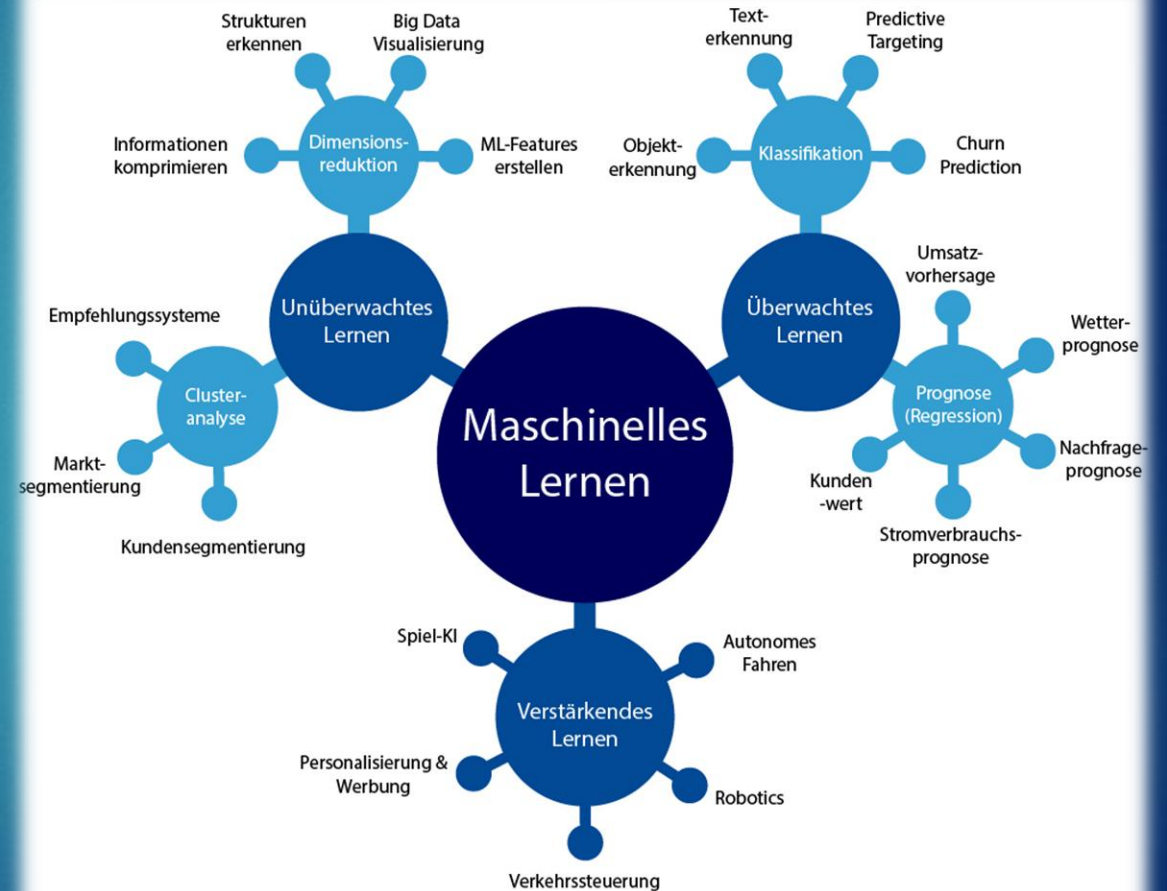 Strukturen
erkennen
Big Data
Visualisierung
Informationen
komprimieren
Dimensions-
reduktion
ML-Features
erstellen
Text-
erkennung
Predictive
Targeting
Objekt-
erkennung
Klassifikation
Churn
Prediction
Unüberwachtes
Lernen
Überwachtes
Lernen
Empfehlungssysteme
Cluster-
analyse
Markt-
segmentierung
Kundensegmentierung
Maschinelles
Lernen
Umsatz-
vorhersage
Wetter-
prognose
Prognose
(Regression)
Nachfrage-
prognose
Kunden
-wert
Stromverbrauchs-
prognose
Spiel-KI
Autonomes
Fahren
Verstärkendes
Lernen
Personalisierung &
Werbung
Robotics
Verkehrssteuerung